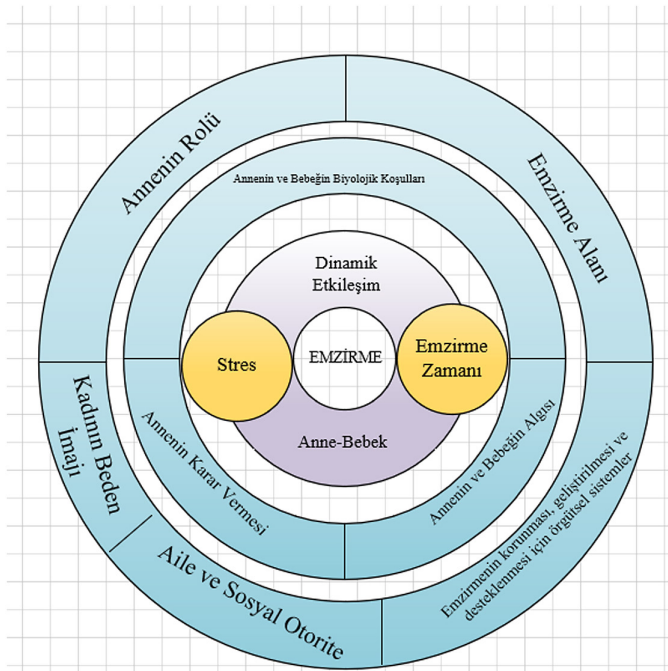 Annenin Rolü
Emzirme Alanı
Annenin ve Bebeğin Biyolojik Koşulları
Dinamik
Etkileşim
Stres
EMZİRME
Emzirme
Zamanı
Anne-Bebek
Kadının Beden
İmajı
Annenin Karar Vermesi
Annenin ve Bebeğin Algısı
Emzirmenin korunması, geliştirilmesi ve
desteklenmesi için örgütsel sistemler
Aile ve Sosyal Otorite